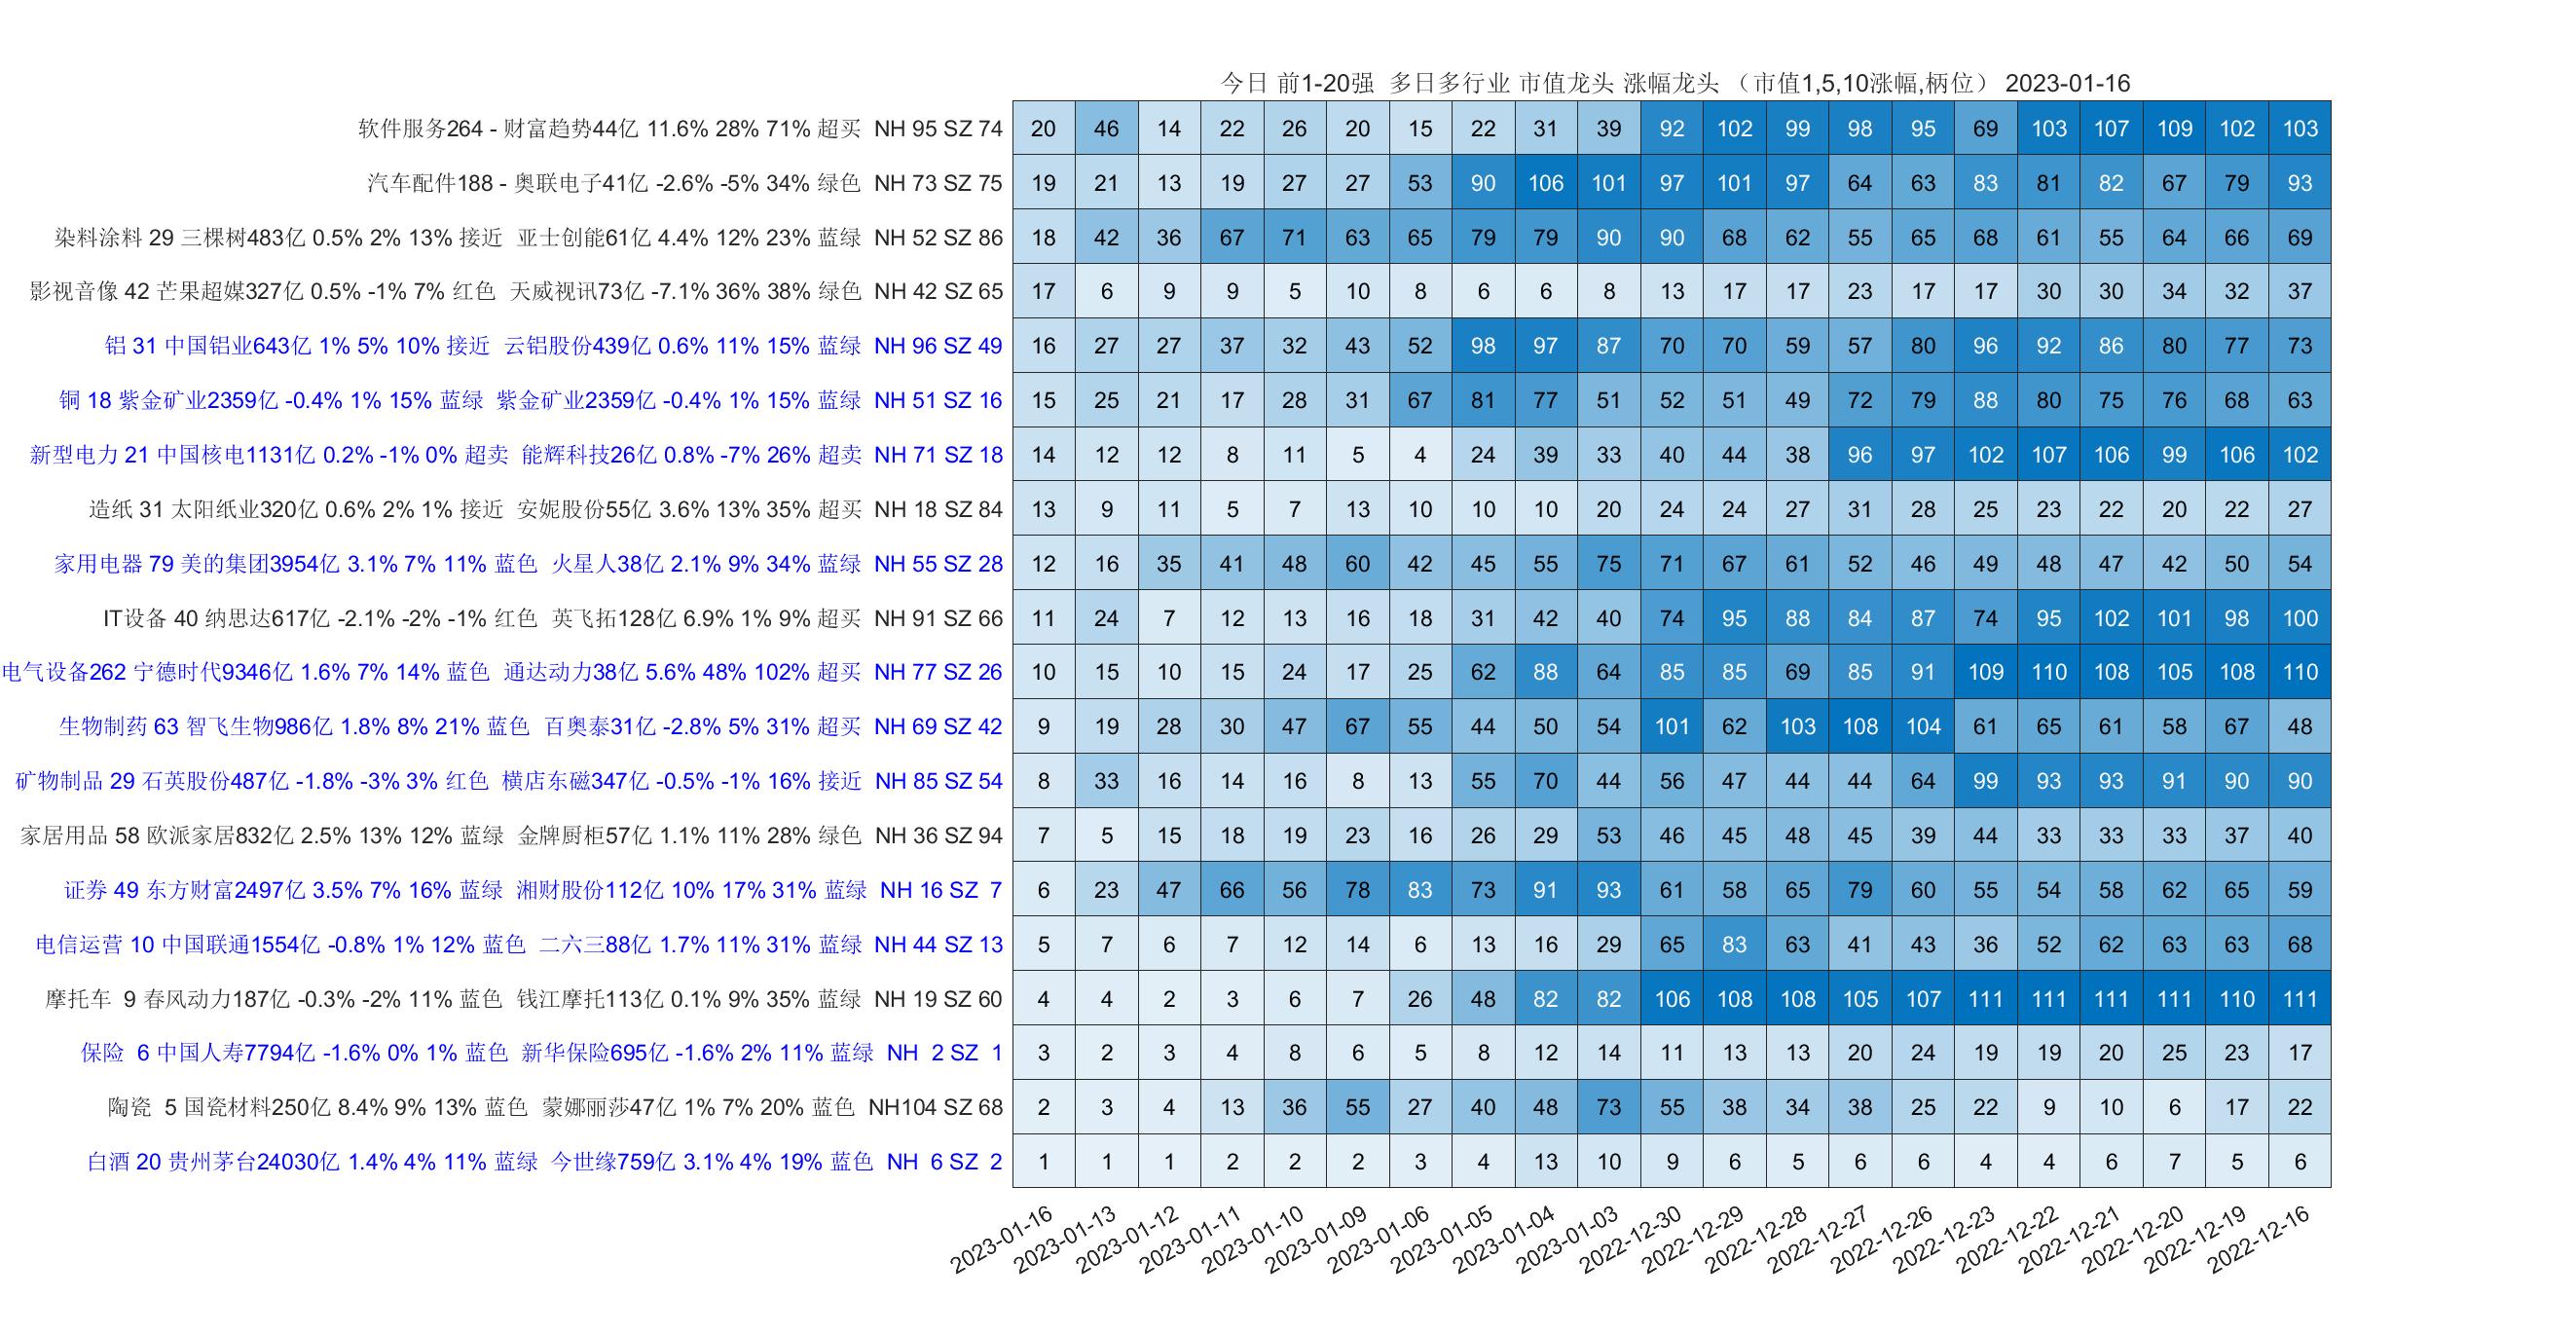 今日 前1-20强 多日多行业 市值龙头 涨幅龙头 （市值1,5,10涨幅,柄位） 2023-01-16
软件服务264 - 财富趋势44亿 11.6% 28% 71% 超买 NH 95 SZ 74 20 46 14 22 26 20 15 22 31 39 92 102 99 98 95 69 103 107 109 102 103
汽车配件188 - 奥联电子41亿 -2.6% -5% 34% 绿色 NH 73 SZ 75 19 21 13 19 27 27 53 90 106 101 97 101 97 64 63 83 81 82 67 79 93
染料涂料 29 三棵树483亿 0.5% 2% 13% 接近 亚士创能61亿 4.4% 12% 23% 蓝绿 NH 52 SZ 86 18 42 36 67 71 63 65 79 79 90 90 68 62 55 65 68 61 55 64 66 69
影视音像 42 芒果超媒327亿 0.5% -1% 7% 红色 天威视讯73亿 -7.1% 36% 38% 绿色 NH 42 SZ 65 17 6 9 9 5 10 8 6 6 8 13 17 17 23 17 17 30 30 34 32 37
铝 31 中国铝业643亿 1% 5% 10% 接近 云铝股份439亿 0.6% 11% 15% 蓝绿 NH 96 SZ 49 16 27 27 37 32 43 52 98 97 87 70 70 59 57 80 96 92 86 80 77 73
铜 18 紫金矿业2359亿 -0.4% 1% 15% 蓝绿 紫金矿业2359亿 -0.4% 1% 15% 蓝绿 NH 51 SZ 16 15 25 21 17 28 31 67 81 77 51 52 51 49 72 79 88 80 75 76 68 63
新型电力 21 中国核电1131亿 0.2% -1% 0% 超卖 能辉科技26亿 0.8% -7% 26% 超卖 NH 71 SZ 18 14 12 12 8 11 5 4 24 39 33 40 44 38 96 97 102 107 106 99 106 102
造纸 31 太阳纸业320亿 0.6% 2% 1% 接近 安妮股份55亿 3.6% 13% 35% 超买 NH 18 SZ 84 13 9 11 5 7 13 10 10 10 20 24 24 27 31 28 25 23 22 20 22 27
家用电器 79 美的集团3954亿 3.1% 7% 11% 蓝色 火星人38亿 2.1% 9% 34% 蓝绿 NH 55 SZ 28 12 16 35 41 48 60 42 45 55 75 71 67 61 52 46 49 48 47 42 50 54
IT设备 40 纳思达617亿 -2.1% -2% -1% 红色 英飞拓128亿 6.9% 1% 9% 超买 NH 91 SZ 66 11 24 7 12 13 16 18 31 42 40 74 95 88 84 87 74 95 102 101 98 100
电气设备262 宁德时代9346亿 1.6% 7% 14% 蓝色 通达动力38亿 5.6% 48% 102% 超买 NH 77 SZ 26 10 15 10 15 24 17 25 62 88 64 85 85 69 85 91 109 110 108 105 108 110
生物制药 63 智飞生物986亿 1.8% 8% 21% 蓝色 百奥泰31亿 -2.8% 5% 31% 超买 NH 69 SZ 42 9 19 28 30 47 67 55 44 50 54 101 62 103 108 104 61 65 61 58 67 48
矿物制品 29 石英股份487亿 -1.8% -3% 3% 红色 横店东磁347亿 -0.5% -1% 16% 接近 NH 85 SZ 54 8 33 16 14 16 8 13 55 70 44 56 47 44 44 64 99 93 93 91 90 90
家居用品 58 欧派家居832亿 2.5% 13% 12% 蓝绿 金牌厨柜57亿 1.1% 11% 28% 绿色 NH 36 SZ 94 7 5 15 18 19 23 16 26 29 53 46 45 48 45 39 44 33 33 33 37 40
证券 49 东方财富2497亿 3.5% 7% 16% 蓝绿 湘财股份112亿 10% 17% 31% 蓝绿 NH 16 SZ 7 6 23 47 66 56 78 83 73 91 93 61 58 65 79 60 55 54 58 62 65 59
电信运营 10 中国联通1554亿 -0.8% 1% 12% 蓝色 二六三88亿 1.7% 11% 31% 蓝绿 NH 44 SZ 13 5 7 6 7 12 14 6 13 16 29 65 83 63 41 43 36 52 62 63 63 68
摩托车 9 春风动力187亿 -0.3% -2% 11% 蓝色 钱江摩托113亿 0.1% 9% 35% 蓝绿 NH 19 SZ 60 4 4 2 3 6 7 26 48 82 82 106 108 108 105 107 111 111 111 111 110 111
保险 6 中国人寿7794亿 -1.6% 0% 1% 蓝色 新华保险695亿 -1.6% 2% 11% 蓝绿 NH 2 SZ 1 3 2 3 4 8 6 5 8 12 14 11 13 13 20 24 19 19 20 25 23 17
陶瓷 5 国瓷材料250亿 8.4% 9% 13% 蓝色 蒙娜丽莎47亿 1% 7% 20% 蓝色 NH104 SZ 68 2 3 4 13 36 55 27 40 48 73 55 38 34 38 25 22 9 10 6 17 22
白酒 20 贵州茅台24030亿 1.4% 4% 11% 蓝绿 今世缘759亿 3.1% 4% 19% 蓝色 NH 6 SZ 2 1 1 1 2 2 2 3 4 13 10 9 6 5 6 6 4 4 6 7 5 6
2023-01-16 2023-01-13 2023-01-12 2023-01-11 2023-01-10 2023-01-09 2023-01-06 2023-01-05 2023-01-04 2023-01-03 2022-12-30 2022-12-29 2022-12-28 2022-12-27 2022-12-26 2022-12-23 2022-12-22 2022-12-21 2022-12-20 2022-12-19 2022-12-16